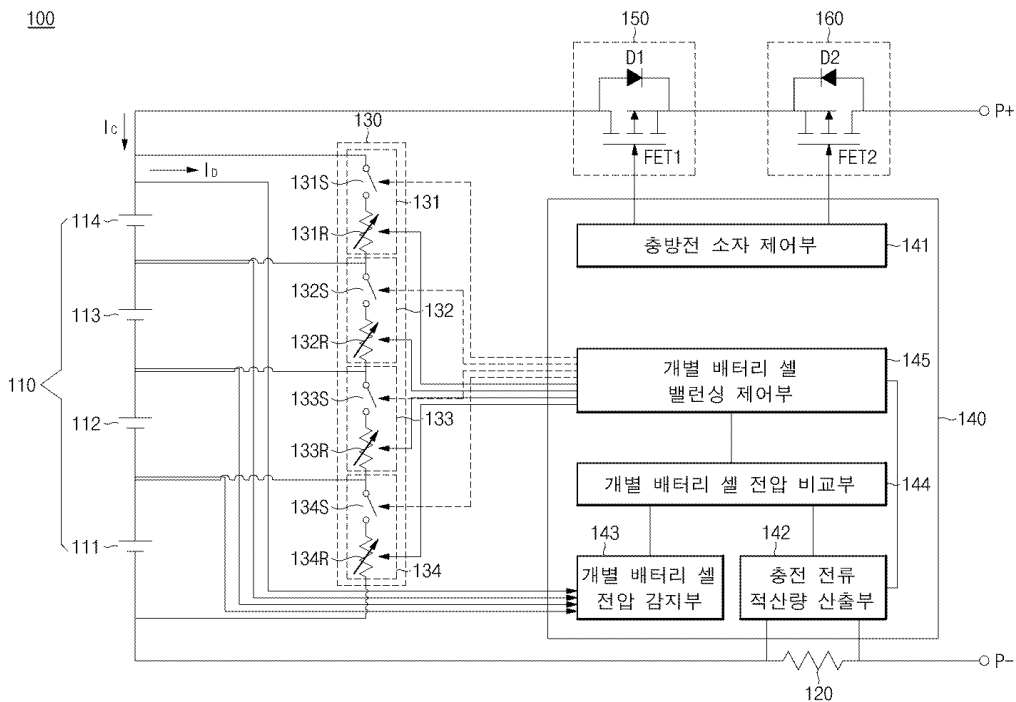 100
150
160
D1
D2
P+
FET1
FET2
I_C
I_D
130
131S
131
131R
132S
132
132R
133S
133
133R
134S
134R
134
114
113
110
112
111
충방전 소자 제어부
141
개별 배터리 셀
밸런싱 제어부
145
140
개별 배터리 셀 전압 비교부
144
143
142
개별 배터리 셀
전압 감지부
충전 전류
적산량 산출부
120
P-